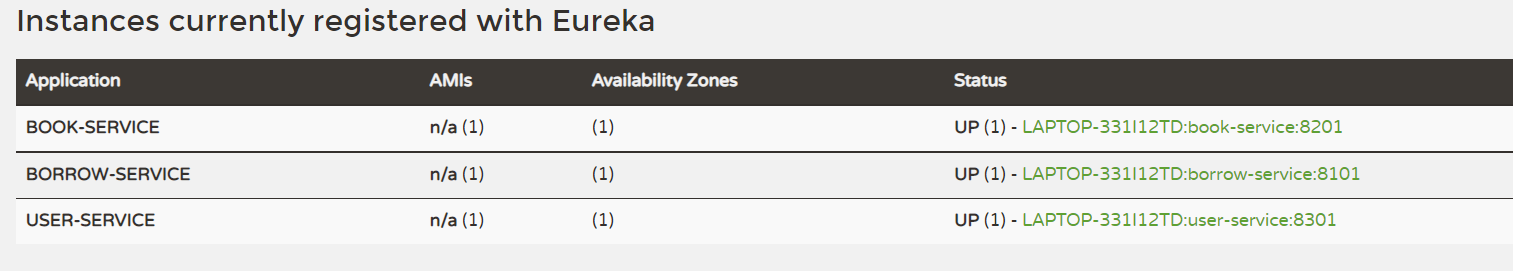 Instances currently registered with Eureka
Application AMIs Availability Zones Status
BOOK-SERVICE n/a (1) (1) UP (1) - LAPTOP-331I12TD:book-service:8201
BORROW-SERVICE n/a (1) (1) UP (1) - LAPTOP-331I12TD:borrow-service:8101
USER-SERVICE n/a (1) (1) UP (1) - LAPTOP-331I12TD:user-service:8301